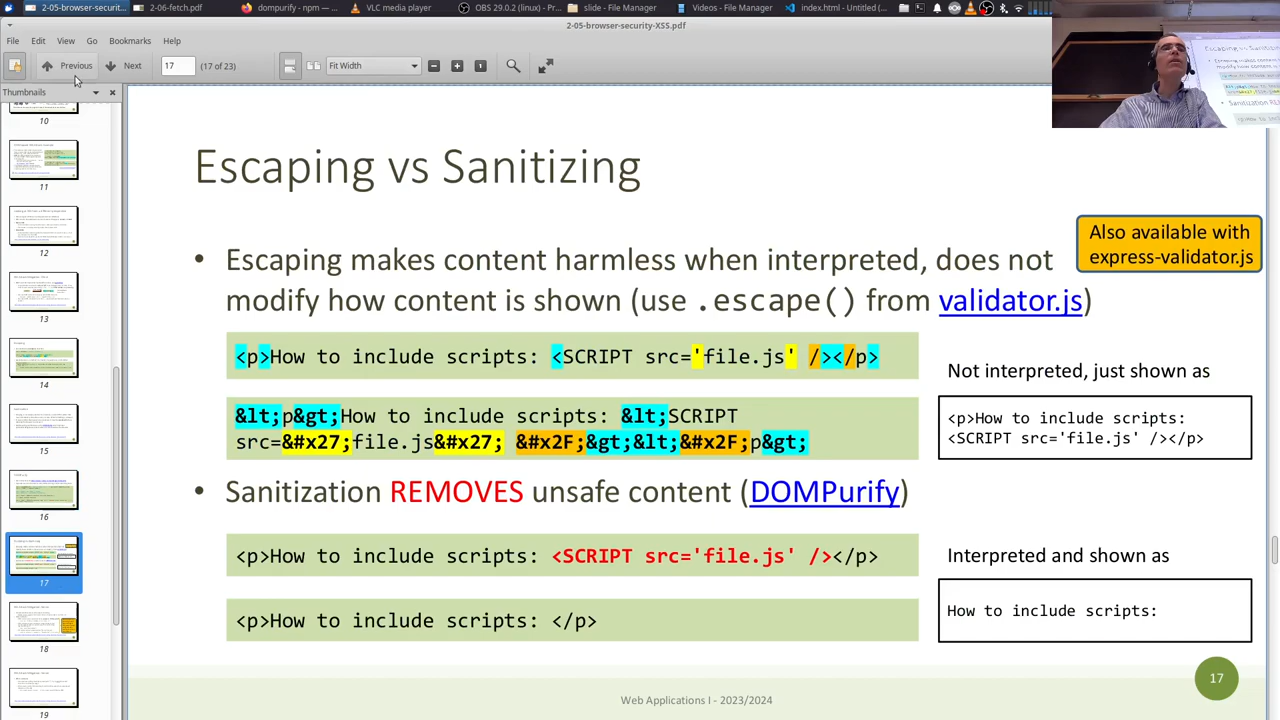 2-05-browser-security...
2-06-fetch.pdf
dompurify - npm — ...
VLC media player
OBS 29.0.2 (linux) - Pro...
slide - File Manager
Videos - File Manager
index.html - Untitled (...
2-05-browser-security-XSS.pdf
File Edit View Go Bookmarks Help
Previous Next 17 (17 of 23) Fit Width
Thumbnails
10
11
12
13
14
15
16
17
18
19
Escaping vs Sanitizing
Also available with
express-validator.js
• Escaping makes content harmless when interpreted, does not
modify how content is shown (use .escape() from validator.js)
<p>How to include scripts: <SCRIPT src='file.js' /></p>
Not interpreted, just shown as
&lt;p&gt;How to include scripts: &lt;SCRIPT
src=&#x27;file.js&#x27; &#x2F;&gt;&lt;&#x2F;p&gt;
<p>How to include scripts:
<SCRIPT src='file.js' /></p>
• Sanitization REMOVES unsafe content (DOMPurify)
<p>How to include scripts: <SCRIPT src='file.js' /></p>
Interpreted and shown as
<p>How to include scripts: </p>
How to include scripts:
Web Applications I - 2023/2024
17